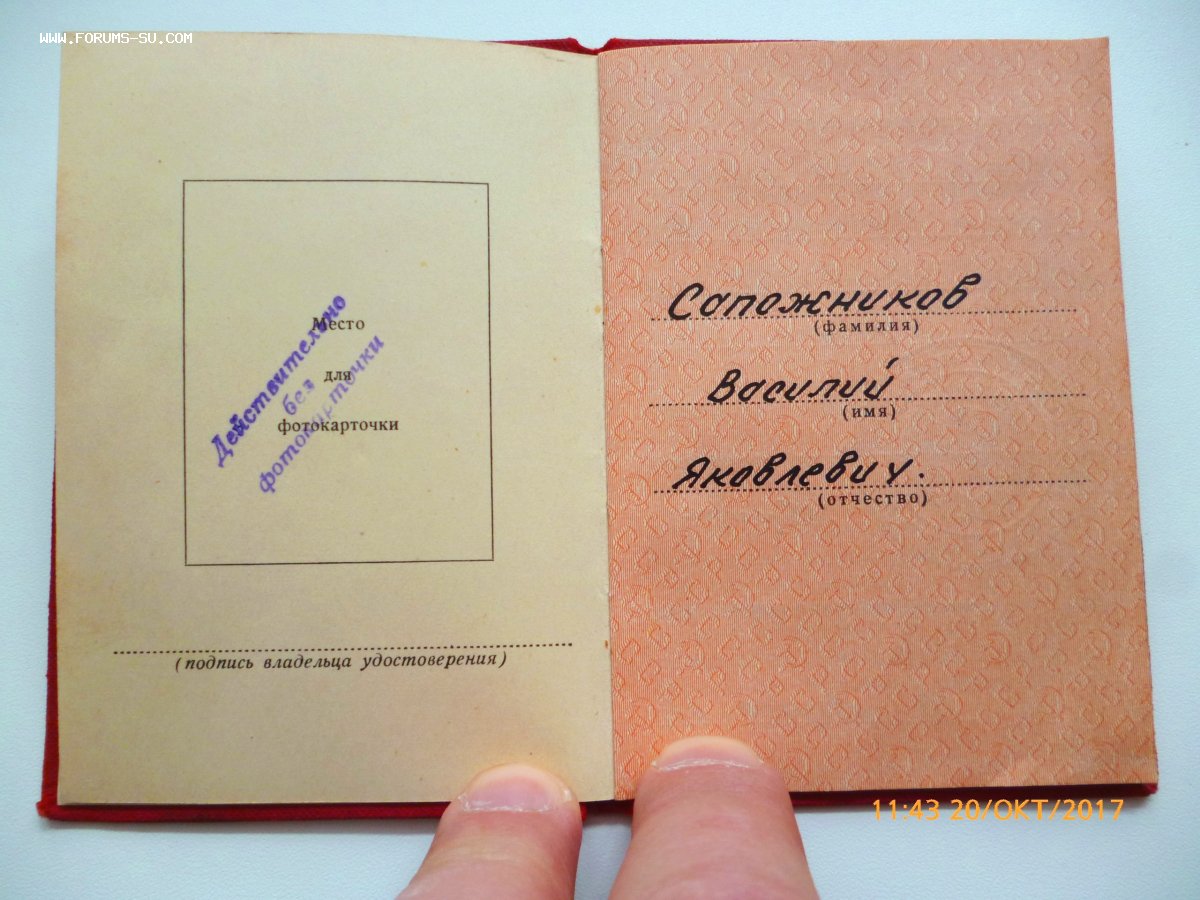 WWW.FORUMS-SU.COM
Место
для
фотокарточки
Действительно
без
фотокарточки
(подпись владельца удостоверения)
Сапожников
(фамилия)
Василий
(имя)
Яковлевич.
(отчество)
11:43 20/ОКТ/2017